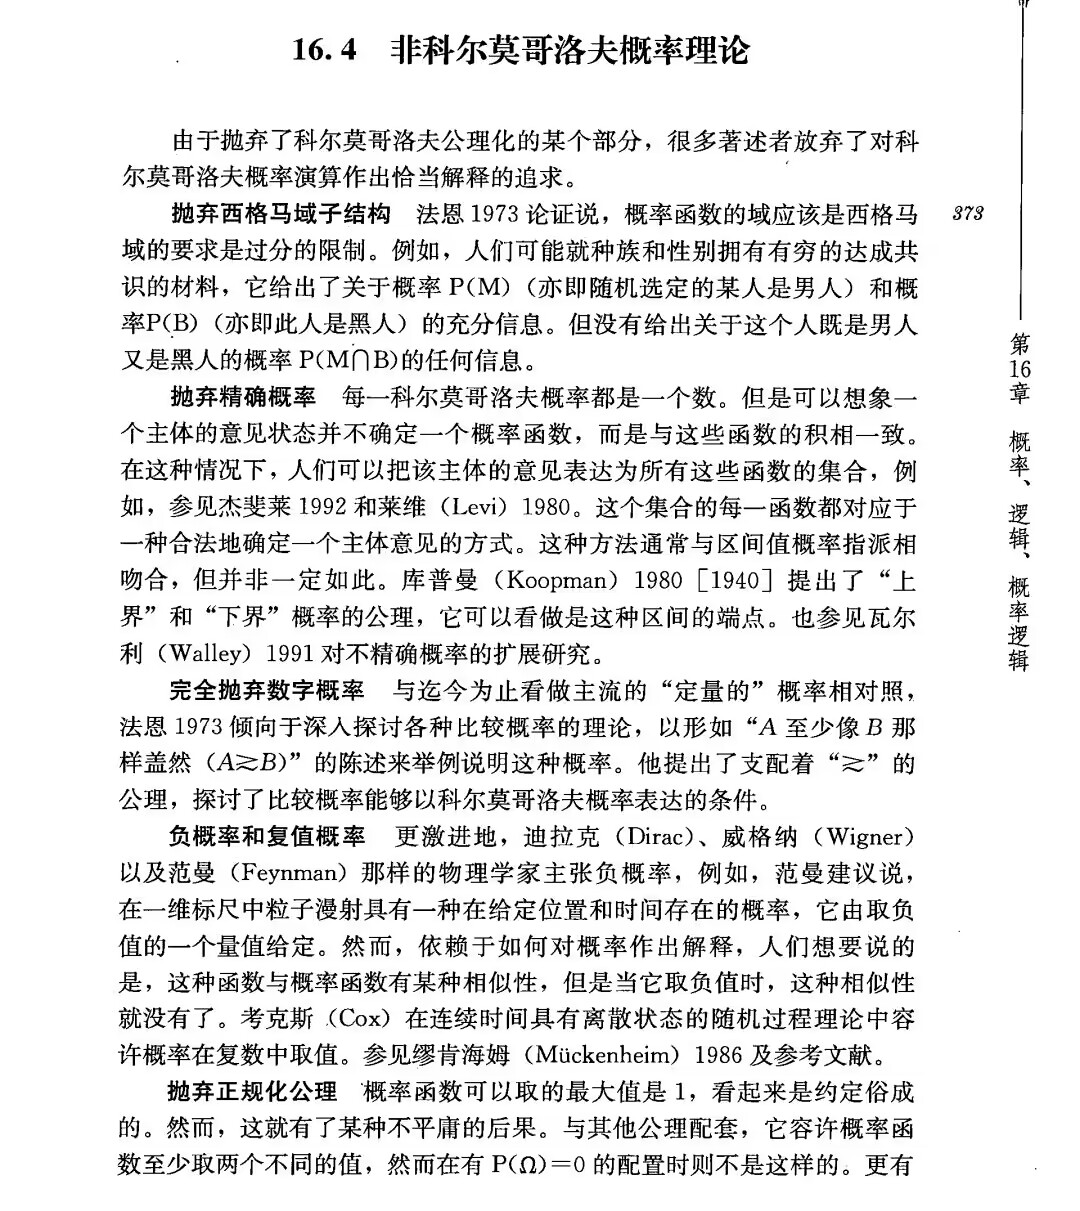 16.4 非科尔莫哥洛夫概率理论
由于抛弃了科尔莫哥洛夫公理化的某个部分，很多著述者放弃了对科
尔莫哥洛夫概率演算作出恰当解释的追求。
抛弃西格马域子结构 法恩1973论证说，概率函数的域应该是西格马
域的要求是过分的限制。例如，人们可能就种族和性别拥有有穷的达成共
识的材料，它给出了关于概率P(M)（亦即随机选定的某人是男人）和概
率P(B)（亦即此人是黑人）的充分信息。但没有给出关于这个人既是男人
又是黑人的概率P(M∩B)的任何信息。
抛弃精确概率 每一科尔莫哥洛夫概率都是一个数。但是可以想象一
个主体的意见状态并不确定一个概率函数，而是与这些函数的积相一致。
在这种情况下，人们可以把该主体的意见表达为所有这些函数的集合，例
如，参见杰斐莱1992和莱维（Levi）1980。这个集合的每一函数都对应于
一种合法地确定一个主体意见的方式。这种方法通常与区间值概率指派相
吻合，但并非一定如此。库普曼（Koopman）1980［1940］提出了“上
界”和“下界”概率的公理，它可以看做是这种区间的端点。也参见瓦尔
利（Walley）1991对不精确概率的扩展研究。
完全抛弃数字概率 与迄今为止看做主流的“定量的”概率相对照，
法恩1973倾向于深入探讨各种比较概率的理论，以形如“A至少像B那
样盖然（A≿B）”的陈述来举例说明这种概率。他提出了支配着“≿”的
公理，探讨了比较概率能够以科尔莫哥洛夫概率表达的条件。
负概率和复值概率 更激进地，迪拉克（Dirac）、威格纳（Wigner）
以及范曼（Feynman）那样的物理学家主张负概率，例如，范曼建议说，
在一维标尺中粒子漫射具有一种在给定位置和时间存在的概率，它由取负
值的一个量值给定。然而，依赖于如何对概率作出解释，人们想要说的
是，这种函数与概率函数有某种相似性，但是当它取负值时，这种相似性
就没有了。考克斯（Cox）在连续时间具有离散状态的随机过程理论中容
许概率在复数中取值。参见缪肯海姆（Mückenheim）1986及参考文献。
抛弃正规化公理 概率函数可以取的最大值是1，看起来是约定俗成
的。然而，这就有了某种不平庸的后果。与其他公理配套，它容许概率函
数至少取两个不同的值，然而在有P(Ω)=0的配置时则不是这样的。更有
373
第16章 概率、逻辑、概率逻辑